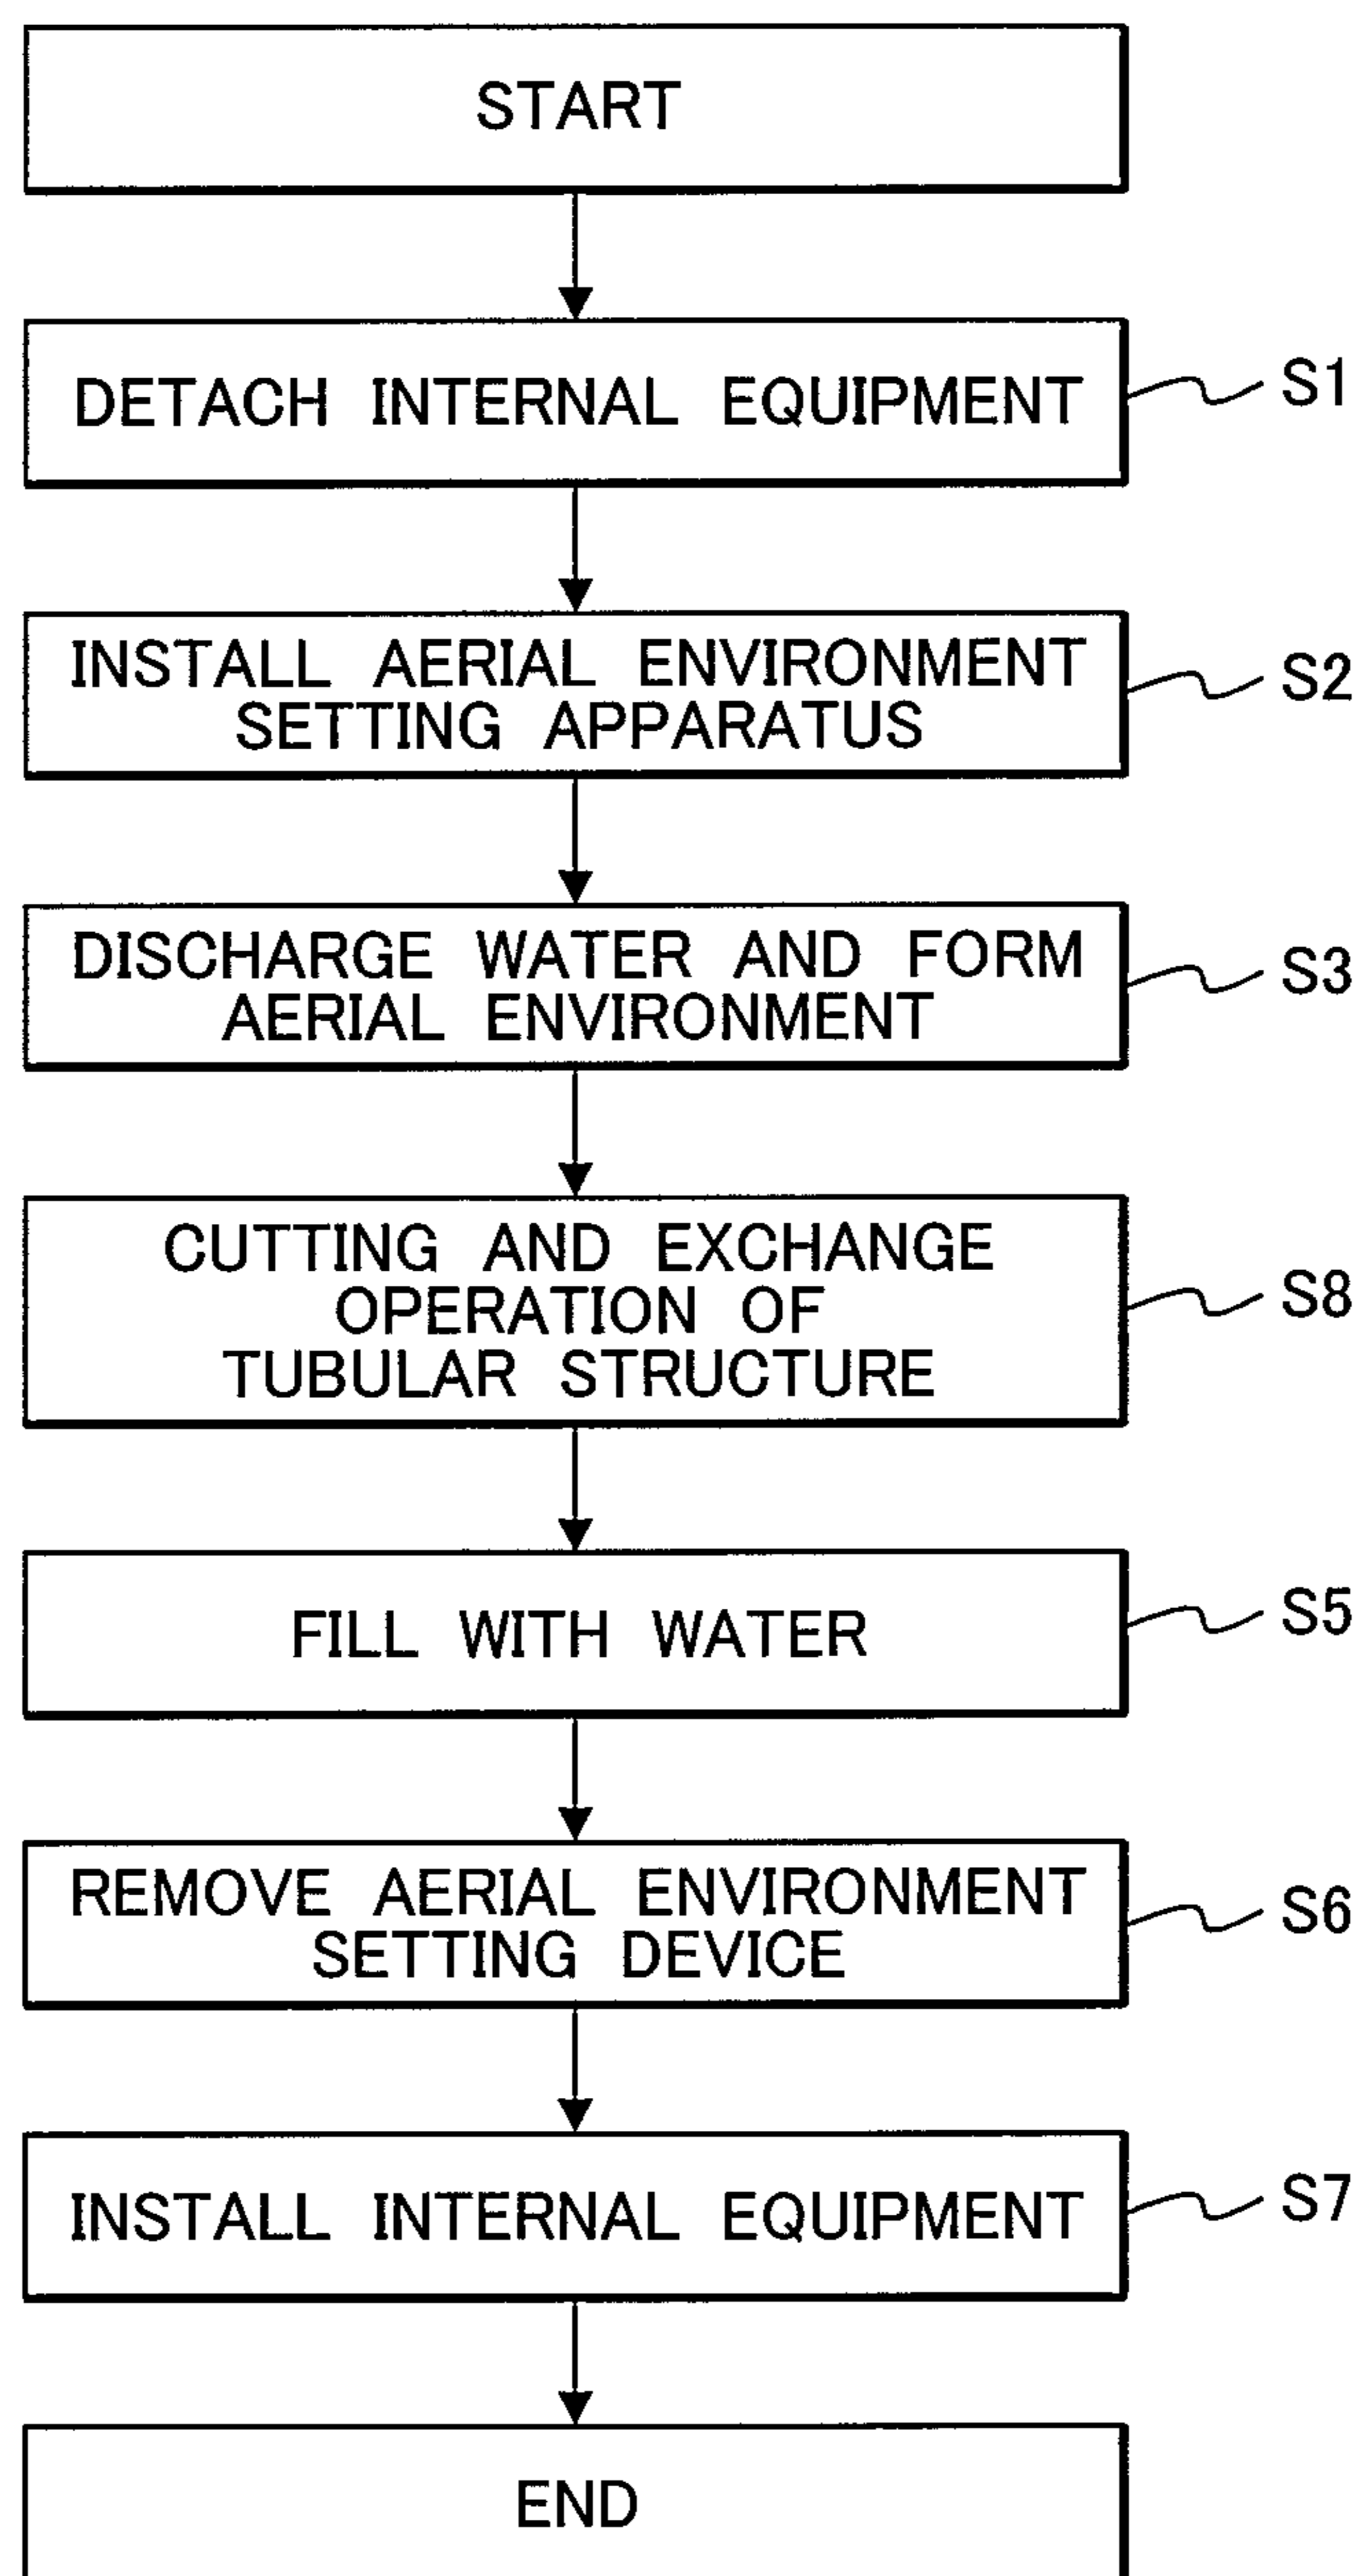 START
DETACH INTERNAL EQUIPMENT
S1
INSTALL AERIAL ENVIRONMENT
SETTING APPARATUS
S2
DISCHARGE WATER AND FORM
AERIAL ENVIRONMENT
S3
CUTTING AND EXCHANGE
OPERATION OF
TUBULAR STRUCTURE
S8
FILL WITH WATER
S5
REMOVE AERIAL ENVIRONMENT
SETTING DEVICE
S6
INSTALL INTERNAL EQUIPMENT
S7
END